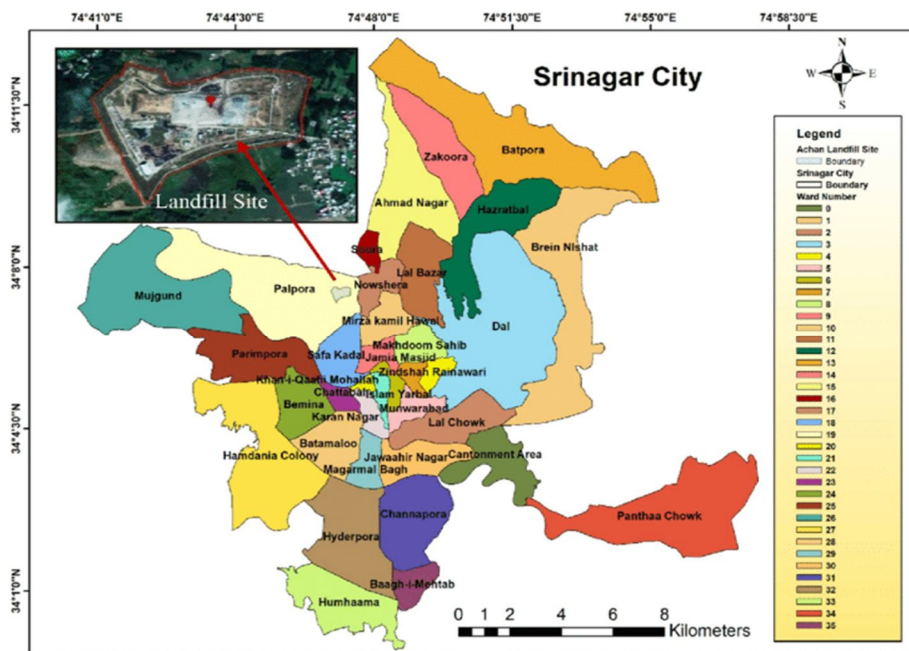 74°41'0"E
74°44'30"E
74°48'0"E
74°51'30"E
74°55'0"E
74°58'30"E
34°11'30"N
34°8'0"N
34°4'30"N
34°1'0"N
Srinagar City
N
W
E
S
Landfill Site
Batpora
Zakoora
Ahmad Nagar
Hazratbal
Brein NIshat
Soura
Lal Bazar
Nowshera
Palpora
Mujgund
Mirza kamil Hawal
Dal
Makhdoom Sahib
Safa Kadal
Jamia Masjid
Parimpora
Zindshan
Rainawari
Khan-i-Qaafii Mohallah
Chattabal
Islam Yarbal
Bemina
Munwarabad
Karan Nagar
Lal Chowk
Batamaloo
Hamdania Colony
Jawaahir Nagar
Cantonment Area
Magarmal Bagh
Channapora
Panthaa Chowk
Hyderpora
Baagh-i-Mehtab
Humhaama
0
1
2
4
6
8
Kilometers
Legend
Achan Landfill Site
Boundary
Srinagar City
Boundary
Ward Number
0
1
2
3
4
5
6
7
8
9
10
11
12
13
14
15
16
17
18
19
20
21
22
23
24
25
26
27
28
29
30
31
32
33
34
35